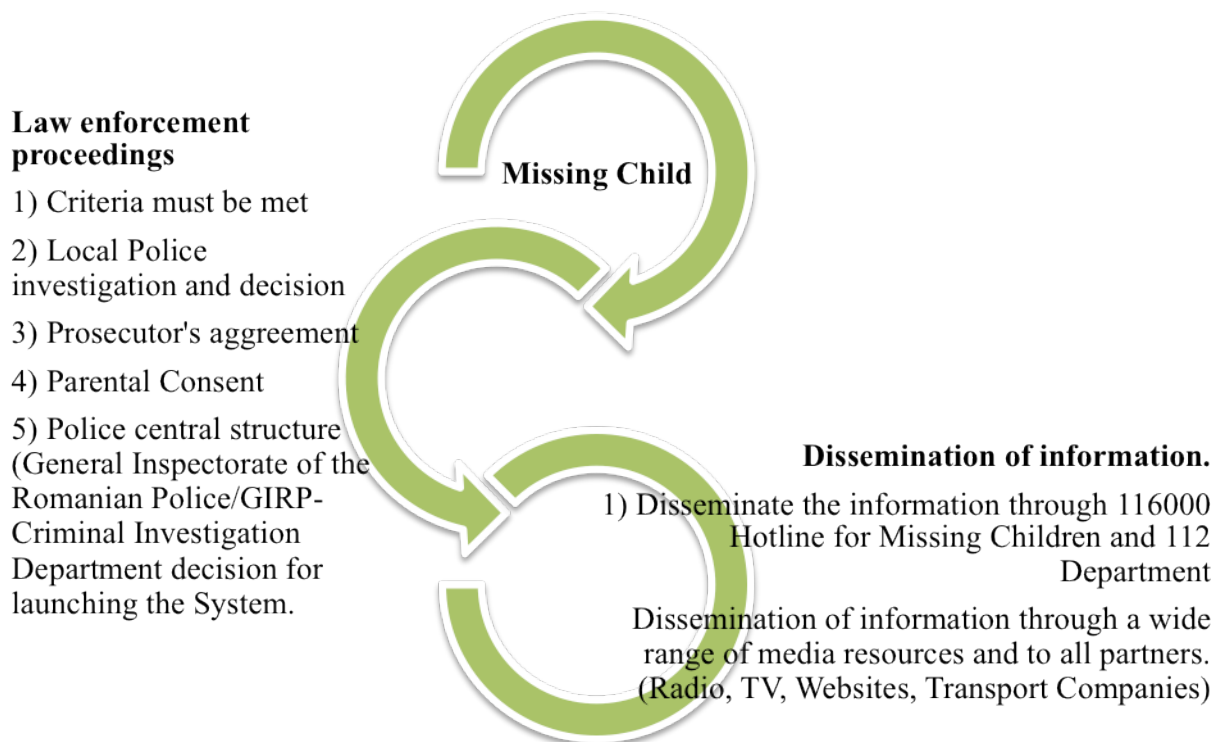 Missing Child
Law enforcement
proceedings
1) Criteria must be met
2) Local Police
investigation and decision
3) Prosecutor's aggreement
4) Parental Consent
5) Police central structure
(General Inspectorate of the
Romanian Police/GIRP-
Criminal Investigation
Department decision for
launching the System.
Dissemination of information.
1) Disseminate the information through 116000
Hotline for Missing Children and 112
Department
Dissemination of information through a wide
range of media resources and to all partners.
(Radio, TV, Websites, Transport Companies)